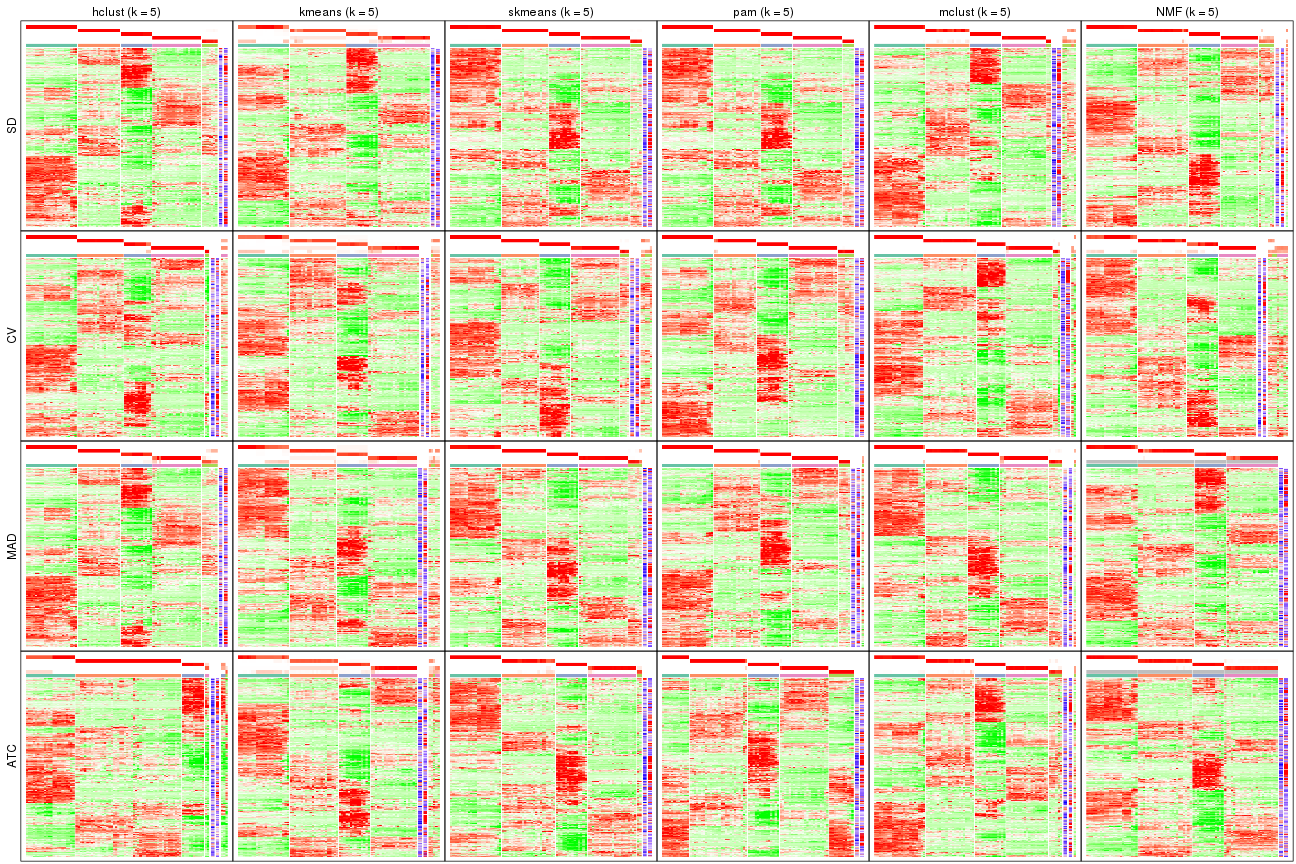 hclust (k = 5) kmeans (k = 5) skmeans (k = 5) pam (k = 5) mclust (k = 5) NMF (k = 5)
SD
CV
MAD
ATC